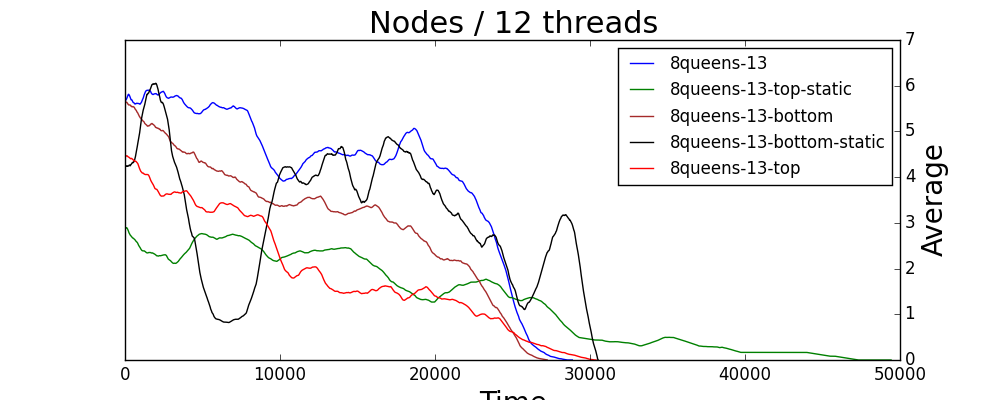 Nodes / 12 threads
7
6
5
4
3
2
1
0
Average
8queens-13
8queens-13-top-static
8queens-13-bottom
8queens-13-bottom-static
8queens-13-top
0 10000 20000 30000 40000 50000
Time